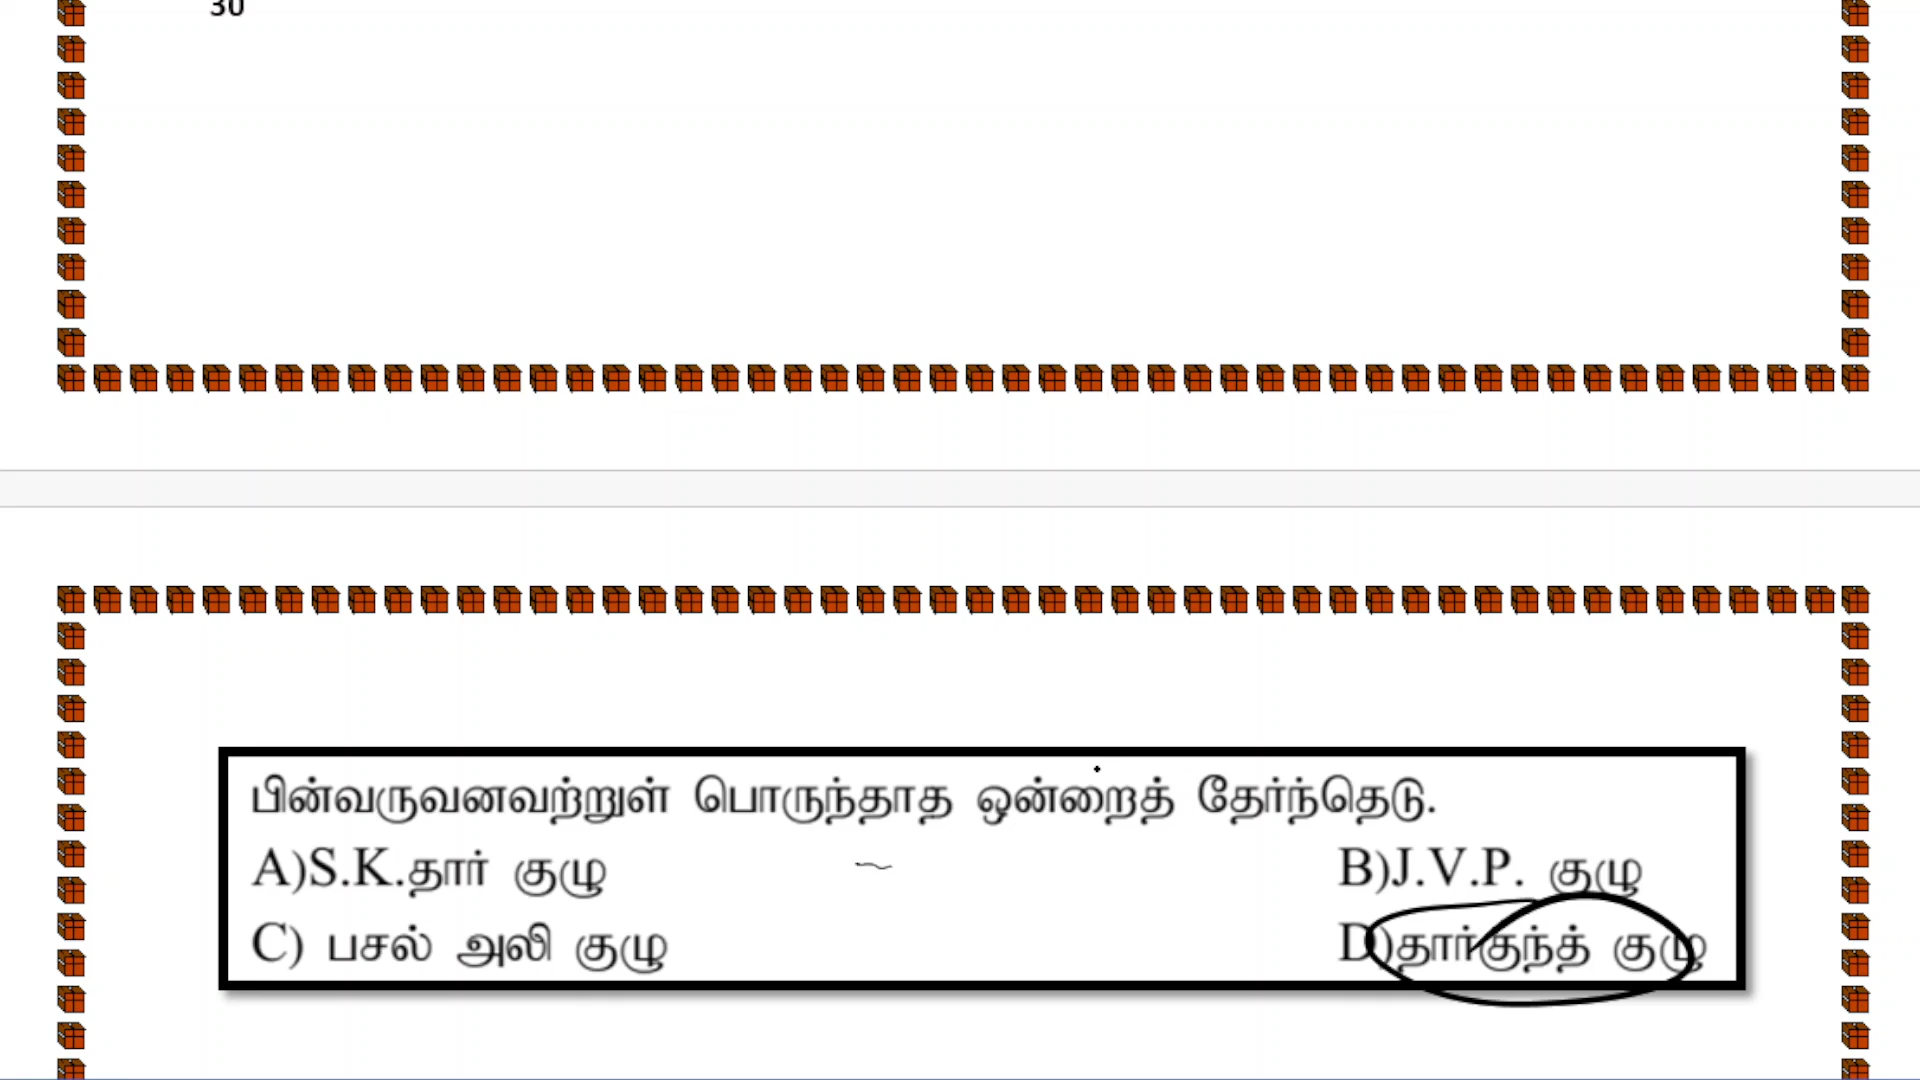 30
பின்வருவனவற்றுள் பொருந்தாத ஒன்றைத் தேர்ந்தெடு.
A)S.K.தார் குழு B)J.V.P. குழு
C) பசல் அலி குழு D)தார்குந்த் குழு